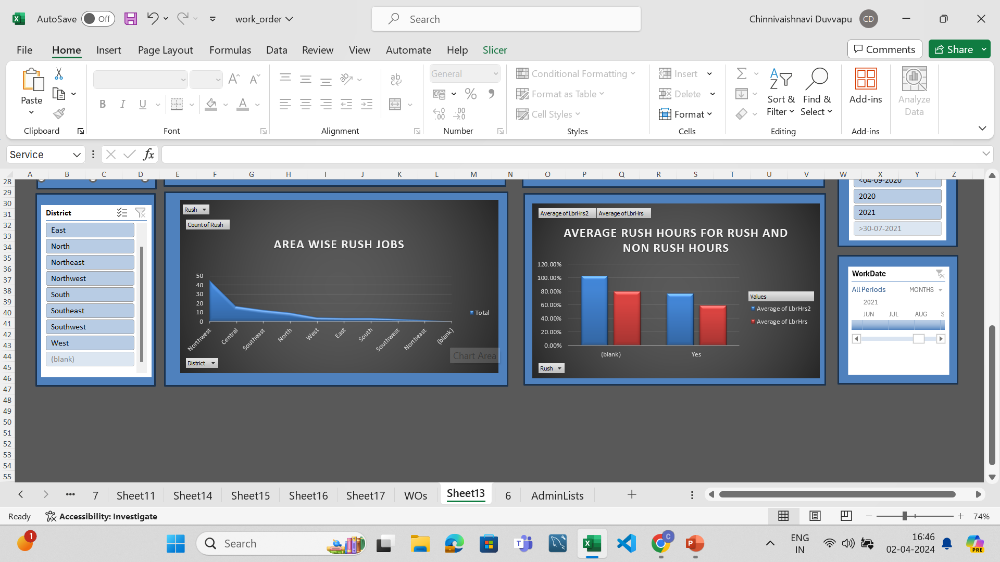 AutoSave Off work_order Search Chinnivaishnavi Duvvapu CD
File Home Insert Page Layout Formulas Data Review View Automate Help Slicer Comments Share
Paste
Clipboard
B I U A
Font
ab
Alignment
General
% ,
Number
Conditional Formatting
Format as Table
Cell Styles
Styles
Insert
Delete
Format
Cells
Sort & Filter
Find & Select
Editing
Add-ins
Add-ins
Analyze Data
Service fx
A B C D E F G H I J K L M N O P Q R S T U V W X Y Z
28
29
30
31
32
33
34
35
36
37
38
39
40
41
42
43
44
45
46
47
48
49
50
51
52
53
54
55
District
East
North
Northeast
Northwest
South
Southeast
Southwest
West
(blank)
Rush
Count of Rush
AREA WISE RUSH JOBS
50
40
30
20
10
0
Northwest Central Southeast North West East South Southwest Northeast (blank)
Total
Chart Area
District
Average of LbrHrs2 Average of LbrHrs
AVERAGE RUSH HOURS FOR RUSH AND
NON RUSH HOURS
120.00%
100.00%
80.00%
60.00%
40.00%
20.00%
0.00%
(blank) Yes
Values
Average of LbrHrs2
Average of LbrHrs
Rush
<04-09-2020
2020
2021
>30-07-2021
WorkDate
All Periods MONTHS
2021
JUN JUL AUG S
7 Sheet11 Sheet14 Sheet15 Sheet16 Sheet17 WOs Sheet13 6 AdminLists
Ready Accessibility: Investigate 74%
1 Search ENG
IN
16:46
02-04-2024
PRE